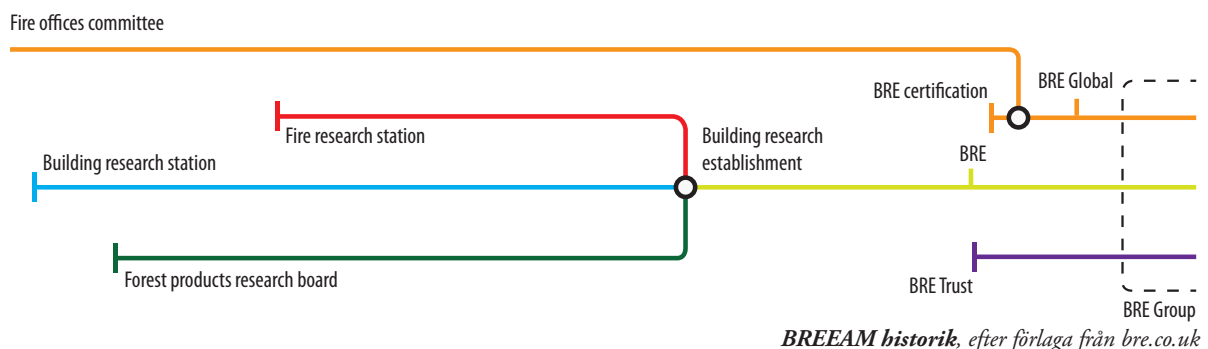 Fire offices committee
BRE certification
BRE Global
Fire research station
Building research
establishment
Building research station
BRE
Forest products research board
BRE Trust
BRE Group
BREEAM historik, efter förlaga från bre.co.uk